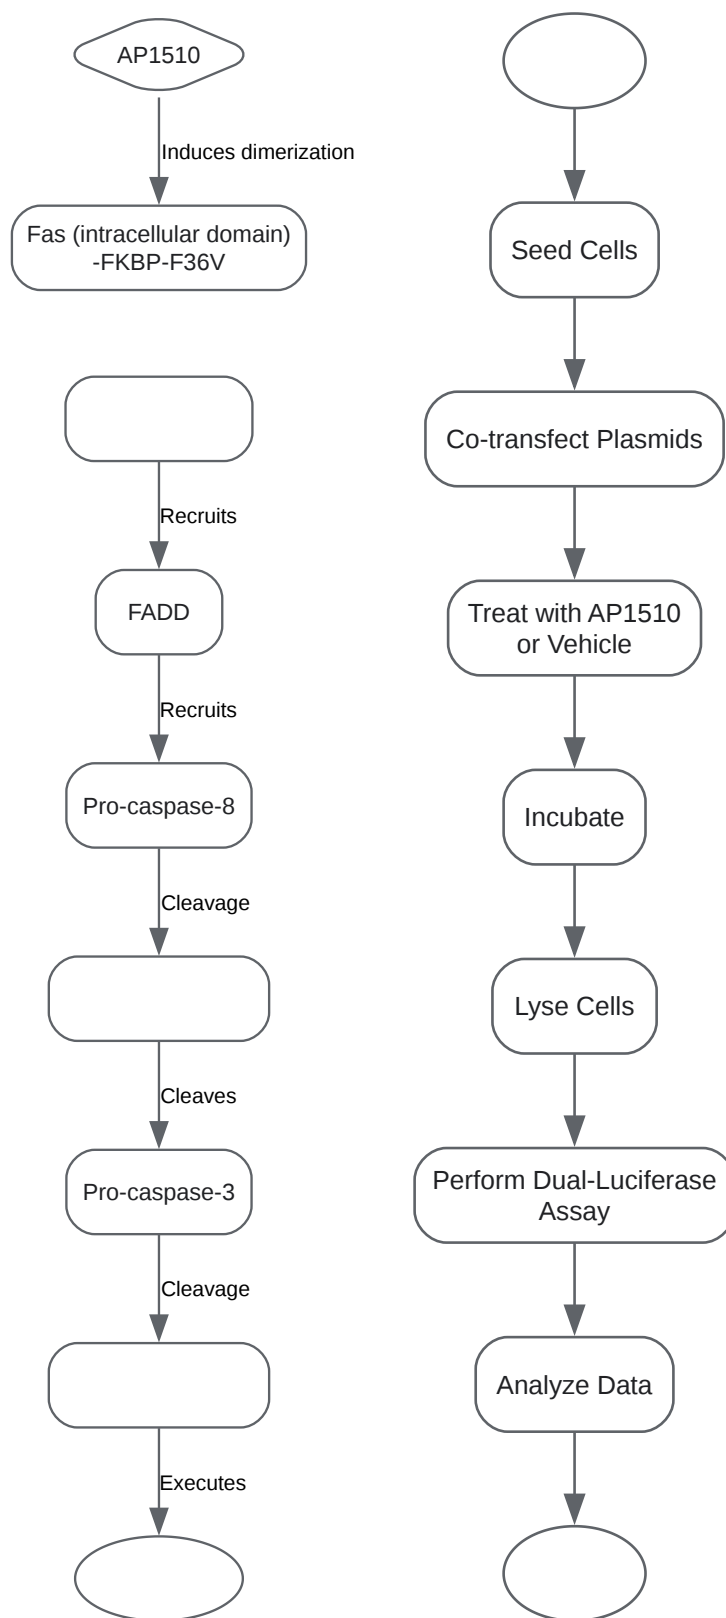 AP1510
Induces dimerization
Fas (intracellular domain)
-FKBP-F36V
Recruits
FADD
Recruits
Pro-caspase-8
Cleavage
Cleaves
Pro-caspase-3
Cleavage
Executes
Seed Cells
Co-transfect Plasmids
Treat with AP1510
or Vehicle
Incubate
Lyse Cells
Perform Dual-Luciferase
Assay
Analyze Data